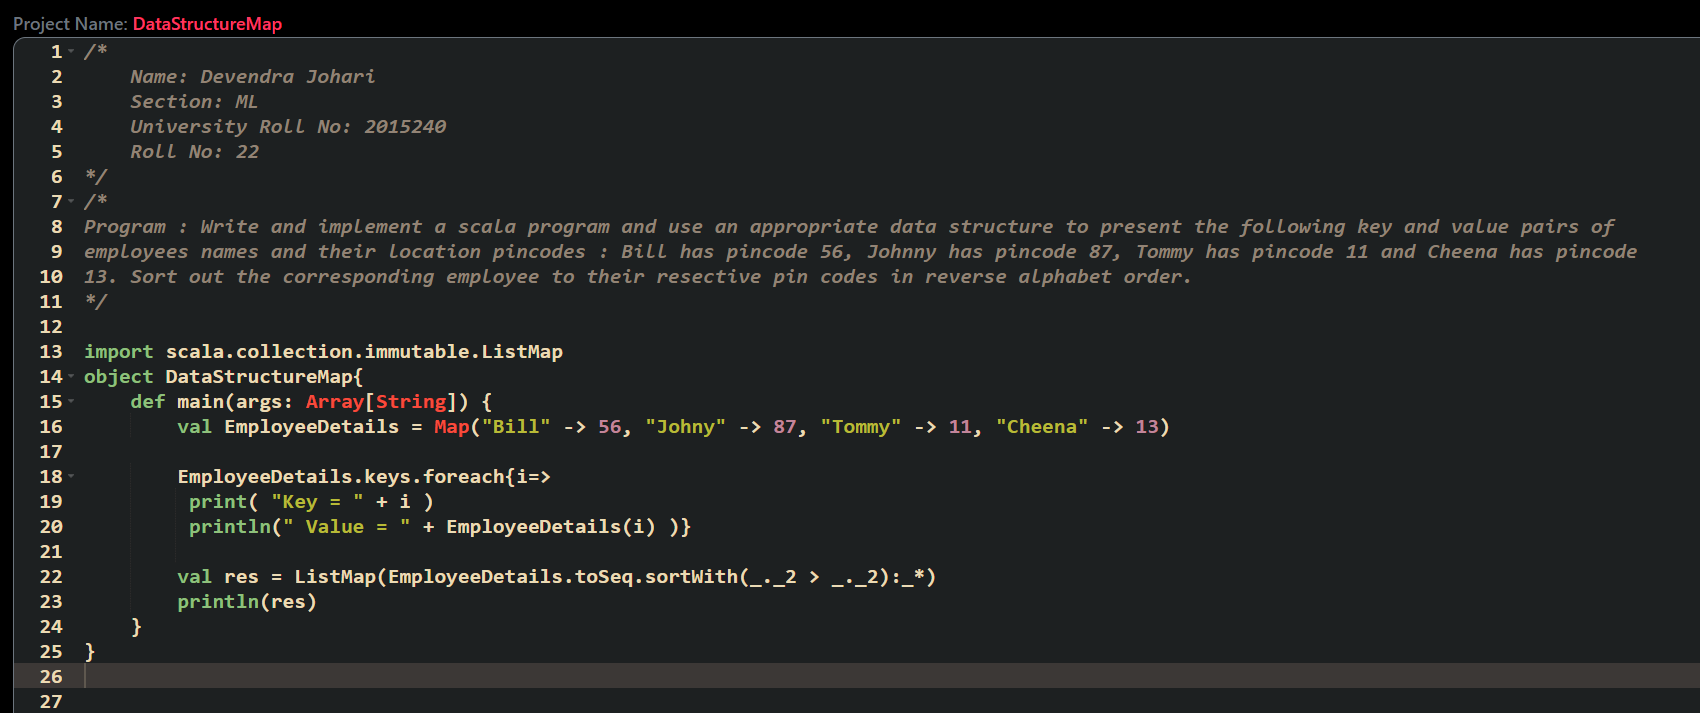 Project Name: DataStructureMap
1 /*
2     Name: Devendra Johari
3     Section: ML
4     University Roll No: 2015240
5     Roll No: 22
6 */
7 /*
8 Program : Write and implement a scala program and use an appropriate data structure to present the following key and value pairs of
9 employees names and their location pincodes : Bill has pincode 56, Johnny has pincode 87, Tommy has pincode 11 and Cheena has pincode
10 13. Sort out the corresponding employee to their resective pin codes in reverse alphabet order.
11 */
12
13 import scala.collection.immutable.ListMap
14 object DataStructureMap{
15     def main(args: Array[String]) {
16         val EmployeeDetails = Map("Bill" -> 56, "Johny" -> 87, "Tommy" -> 11, "Cheena" -> 13)
17
18         EmployeeDetails.keys.foreach{i=>
19          print( "Key = " + i )
20          println(" Value = " + EmployeeDetails(i) )}
21
22         val res = ListMap(EmployeeDetails.toSeq.sortWith(_._2 > _._2):_*)
23         println(res)
24     }
25 }
26
27